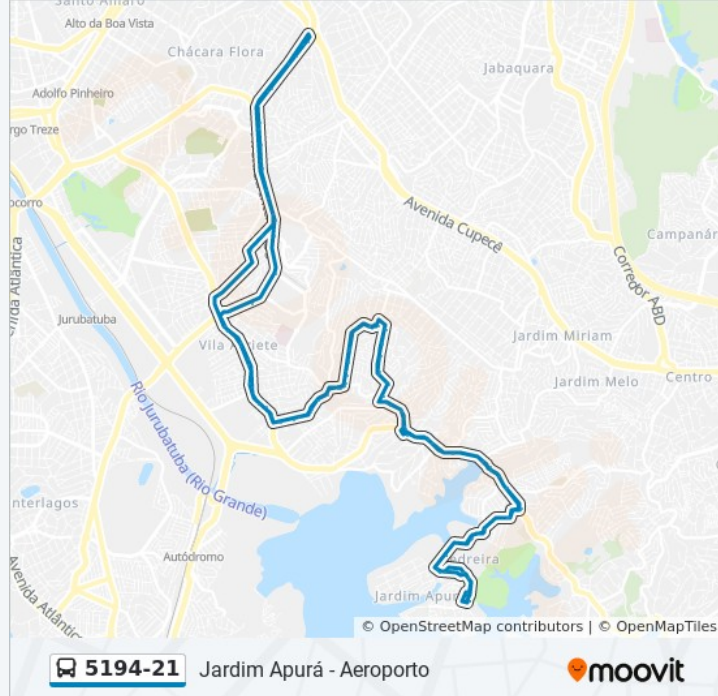 Santo Amaro
Alto da Boa Vista
Chácara Flora
Jabaquara
Adolfo Pinheiro
rgo Treze
ocorro
Avenida Cupecê
Campanár
nida Atlântica
Corredor ABD
Jurubatuba
Vila Arriete
Jardim Miriam
Jardim Melo
Centro
Rio Jurubatuba (Rio Grande)
nterlagos
Autódromo
edreira
Avenida Atlântic
Jardim Apurá
© OpenStreetMap contributors | © OpenMapTiles
5194-21 Jardim Apurá - Aeroporto moovit